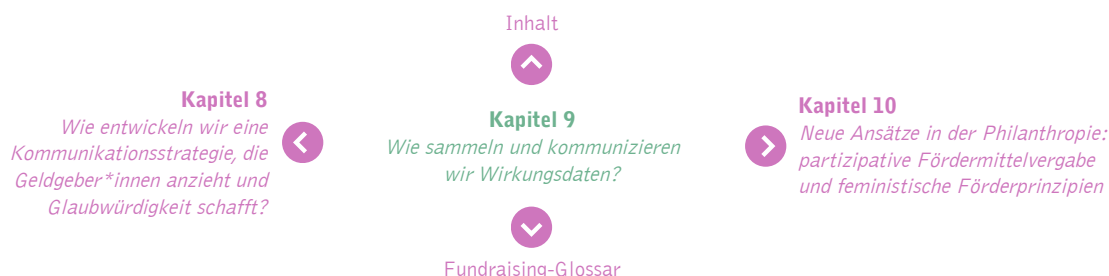 Inhalt
Kapitel 8
Wie entwickeln wir eine
Kommunikationsstrategie, die
Geldgeber*innen anzieht und
Glaubwürdigkeit schafft?
Kapitel 9
Wie sammeln und kommunizieren
wir Wirkungsdaten?
Kapitel 10
Neue Ansätze in der Philanthropie:
partizipative Fördermittelvergabe
und feministische Förderprinzipien
Fundraising-Glossar